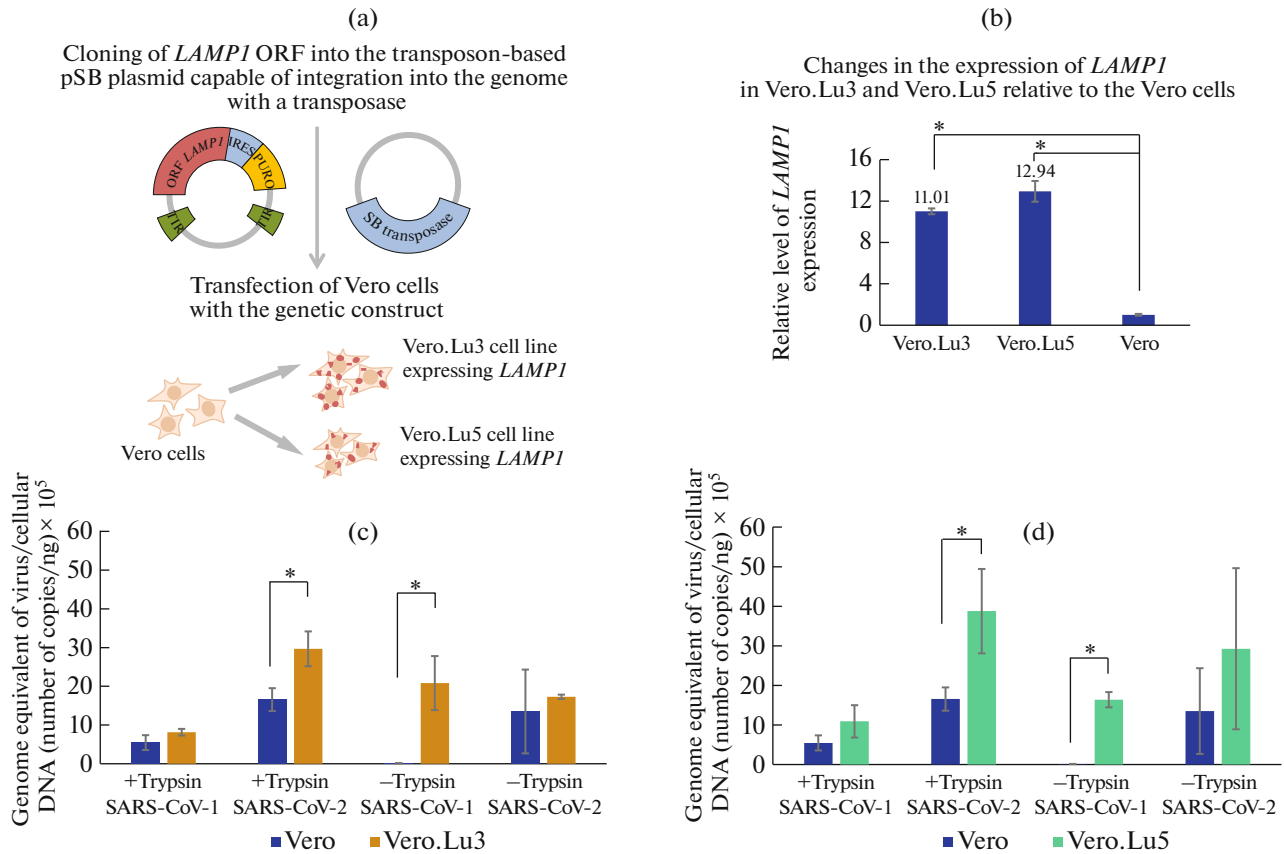 (a)
Cloning of LAMP1 ORF into the transposon-based
pSB plasmid capable of integration into the genome
with a transposase
ORF LAMP1
IRES
PURO
TIR
TIR
SB transposase
Transfection of Vero cells
with the genetic construct
Vero cells
Vero.Lu3 cell line
expressing LAMP1
Vero.Lu5 cell line
expressing LAMP1
(b)
Changes in the expression of LAMP1
in Vero.Lu3 and Vero.Lu5 relative to the Vero cells
Relative level of LAMP1
expression
16
12
8
4
0
*
*
11.01
12.94
Vero.Lu3
Vero.Lu5
Vero
(c)
Genome equivalent of virus/cellular
DNA (number of copies/ng) × 10⁵
60
50
40
30
20
10
0
*
*
+Trypsin
SARS-CoV-1
+Trypsin
SARS-CoV-2
−Trypsin
SARS-CoV-1
−Trypsin
SARS-CoV-2
Vero
Vero.Lu3
(d)
Genome equivalent of virus/cellular
DNA (number of copies/ng) × 10⁵
60
50
40
30
20
10
0
*
*
+Trypsin
SARS-CoV-1
+Trypsin
SARS-CoV-2
−Trypsin
SARS-CoV-1
−Trypsin
SARS-CoV-2
Vero
Vero.Lu5